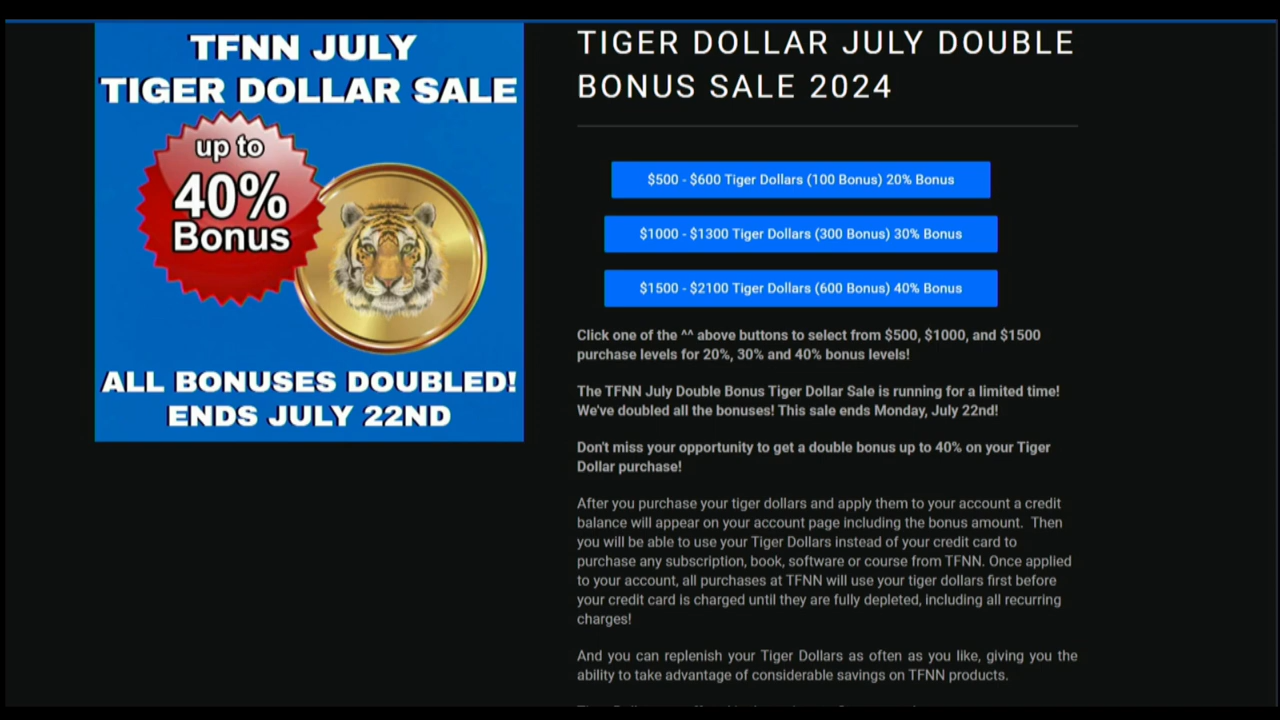 TFNN JULY
TIGER DOLLAR SALE
up to
40%
Bonus
ALL BONUSES DOUBLED!
ENDS JULY 22ND
TIGER DOLLAR JULY DOUBLE
BONUS SALE 2024
$500 - $600 Tiger Dollars (100 Bonus) 20% Bonus
$1000 - $1300 Tiger Dollars (300 Bonus) 30% Bonus
$1500 - $2100 Tiger Dollars (600 Bonus) 40% Bonus
Click one of the ^^ above buttons to select from $500, $1000, and $1500
purchase levels for 20%, 30% and 40% bonus levels!
The TFNN July Double Bonus Tiger Dollar Sale is running for a limited time!
We've doubled all the bonuses! This sale ends Monday, July 22nd!
Don't miss your opportunity to get a double bonus up to 40% on your Tiger
Dollar purchase!
After you purchase your tiger dollars and apply them to your account a credit
balance will appear on your account page including the bonus amount. Then
you will be able to use your Tiger Dollars instead of your credit card to
purchase any subscription, book, software or course from TFNN. Once applied
to your account, all purchases at TFNN will use your tiger dollars first before
your credit card is charged until they are fully depleted, including all recurring
charges!
And you can replenish your Tiger Dollars as often as you like, giving you the
ability to take advantage of considerable savings on TFNN products.